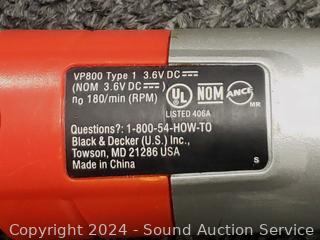 VP800 Type 1 3.6V DC⎓
(NOM 3.6V DC⎓)
no 180/min (RPM)
UL
NOM
ANCE
MR
LISTED 406A
Questions?: 1-800-54-HOW-TO
Black & Decker (U.S.) Inc.,
Towson, MD 21286 USA
Made in China
S
Copyright 2024 - Sound Auction Service